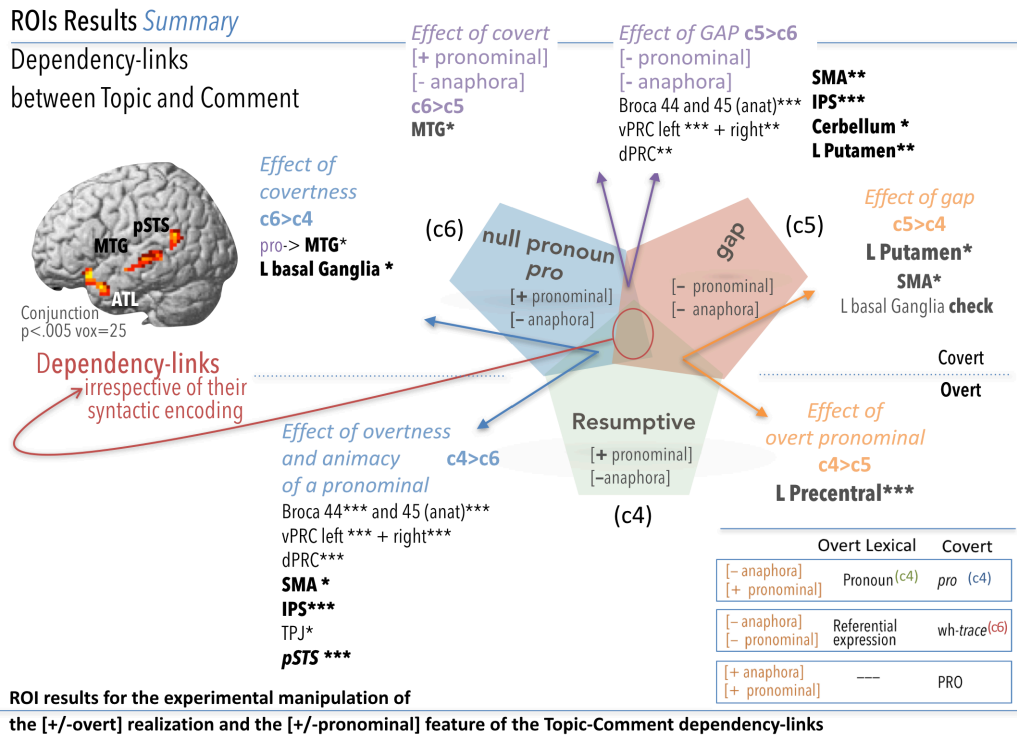 ROIs Results Summary
Dependency-links
between Topic and Comment
Effect of covert
[+ pronominal]
[- anaphora]
c6>c5
MTG*
Effect of GAP c5>c6
[- pronominal]
[- anaphora]
Broca 44 and 45 (anat)***
vPRC left *** + right**
dPRC**
SMA**
IPS***
Cerbellum *
L Putamen**
pSTS
MTG
ATL
Conjunction
p<.005 vox=25
Effect of
covertness
c6>c4
pro-> MTG*
L basal Ganglia *
(c6)
null pronoun
pro
[+ pronominal]
[– anaphora]
gap
(c5)
[– pronominal]
[– anaphora]
Effect of gap
c5>c4
L Putamen*
SMA*
L basal Ganglia check
Dependency-links
irrespective of their
syntactic encoding
Covert
Overt
Resumptive
[+ pronominal]
[–anaphora]
(c4)
Effect of overtness
and animacy c4>c6
of a pronominal
Broca 44*** and 45 (anat)***
vPRC left *** + right***
dPRC***
SMA *
IPS***
TPJ*
pSTS ***
Effect of
overt pronominal
c4>c5
L Precentral***
Overt Lexical Covert
[– anaphora]
[+ pronominal]
Pronoun (c4) pro (c4)
[– anaphora]
[– pronominal]
Referential
expression
wh-trace (c6)
[+ anaphora]
[+ pronominal]
––– PRO
ROI results for the experimental manipulation of
the [+/-overt] realization and the [+/-pronominal] feature of the Topic-Comment dependency-links